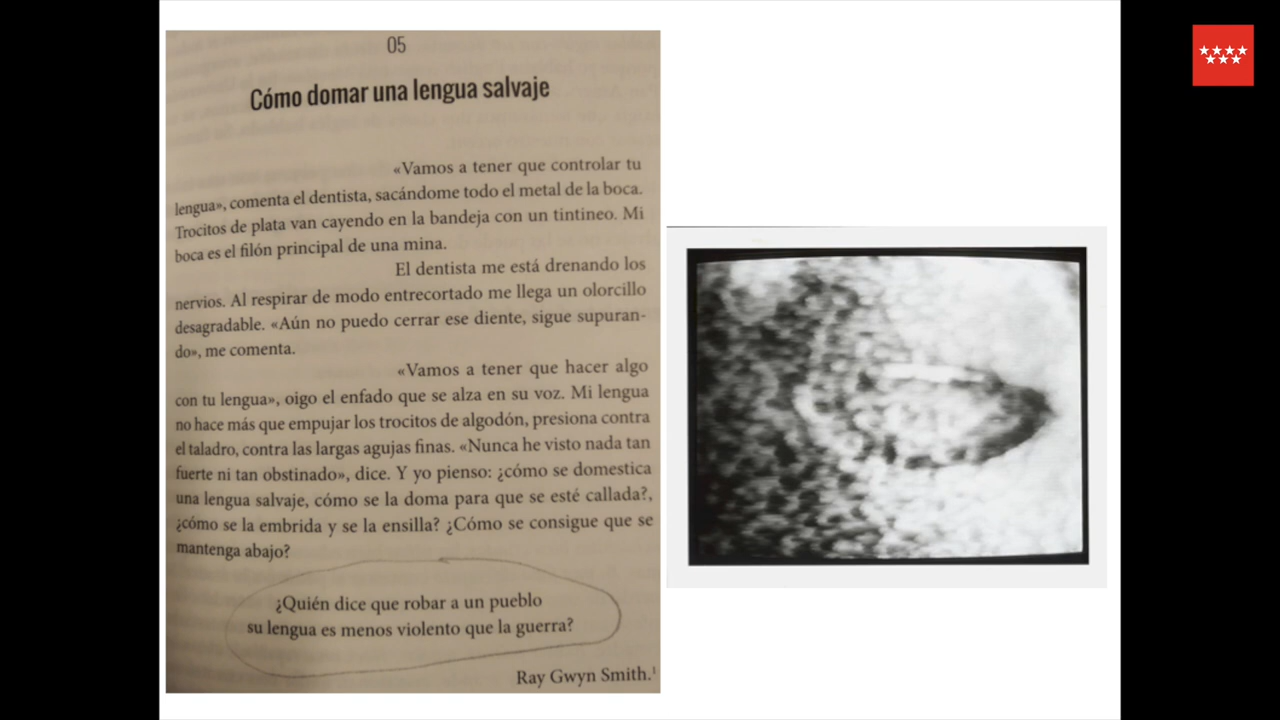 05
Cómo domar una lengua salvaje
«Vamos a tener que controlar tu
lengua», comenta el dentista, sacándome todo el metal de la boca.
Trocitos de plata van cayendo en la bandeja con un tintineo. Mi
boca es el filón principal de una mina.
El dentista me está drenando los
nervios. Al respirar de modo entrecortado me llega un olorcillo
desagradable. «Aún no puedo cerrar ese diente, sigue supuran-
do», me comenta.
«Vamos a tener que hacer algo
con tu lengua», oigo el enfado que se alza en su voz. Mi lengua
no hace más que empujar los trocitos de algodón, presiona contra
el taladro, contra las largas agujas finas. «Nunca he visto nada tan
fuerte ni tan obstinado», dice. Y yo pienso: ¿cómo se domestica
una lengua salvaje, cómo se la doma para que se esté callada?,
¿cómo se la embrida y se la ensilla? ¿Cómo se consigue que se
mantenga abajo?
¿Quién dice que robar a un pueblo
su lengua es menos violento que la guerra?
Ray Gwyn Smith.¹